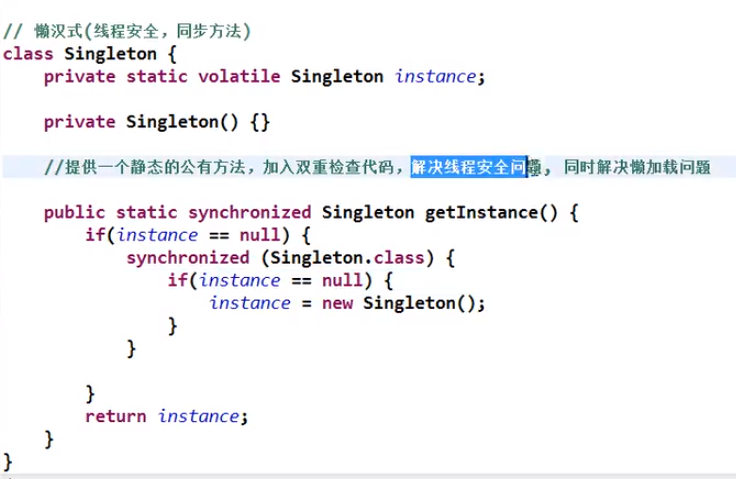 // 懒汉式(线程安全，同步方法)
class Singleton {
    private static volatile Singleton instance;
    private Singleton() {}
    //提供一个静态的公有方法，加入双重检查代码，解决线程安全问题, 同时解决懒加载问题
    public static synchronized Singleton getInstance() {
        if(instance == null) {
            synchronized (Singleton.class) {
                if(instance == null) {
                    instance = new Singleton();
                }
            }
        }
        return instance;
    }
}